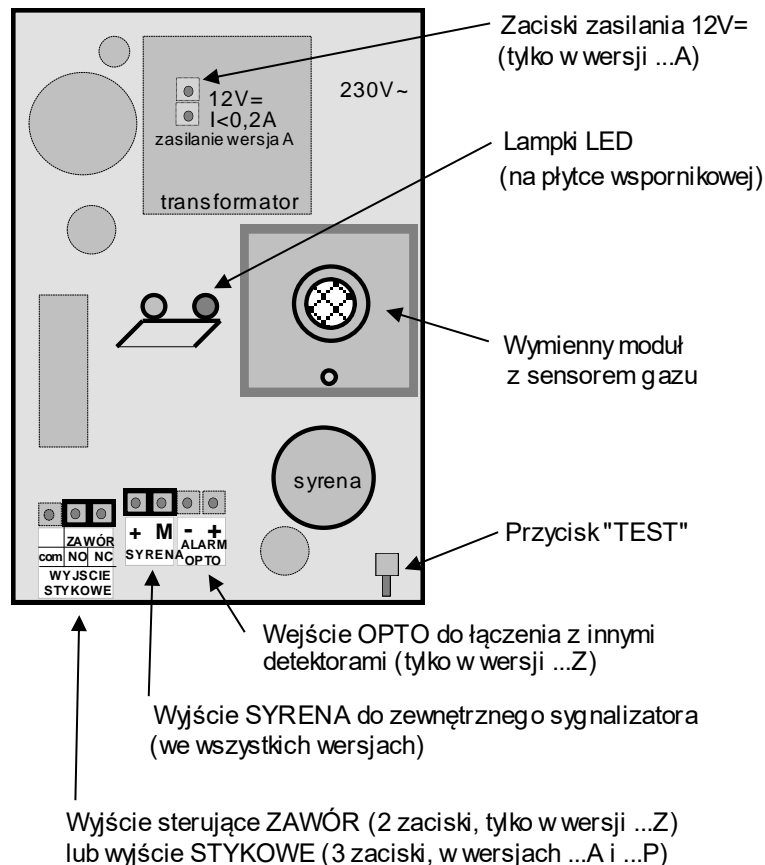 Zaciski zasilania 12V=
(tylko w wersji ...A)
230V~
12V=
I<0,2A
zasilanie wersja A
transformator
Lampki LED
(na płytce wspornikowej)
Wymienny moduł
z sensorem gazu
syrena
Przycisk "TEST"
+ M - +
ZAWÓR
com NO NC
SYRENA
ALARM
OPTO
WYJSCIE
STYKOWE
Wejście OPTO do łączenia z innymi
detektorami (tylko w wersji ...Z)
Wyjście SYRENA do zewnętrznego sygnalizatora
(we wszystkich wersjach)
Wyjście sterujące ZAWÓR (2 zaciski, tylko w wersji ...Z)
lub wyjście STYKOWE (3 zaciski, w wersjach ...A i ...P)